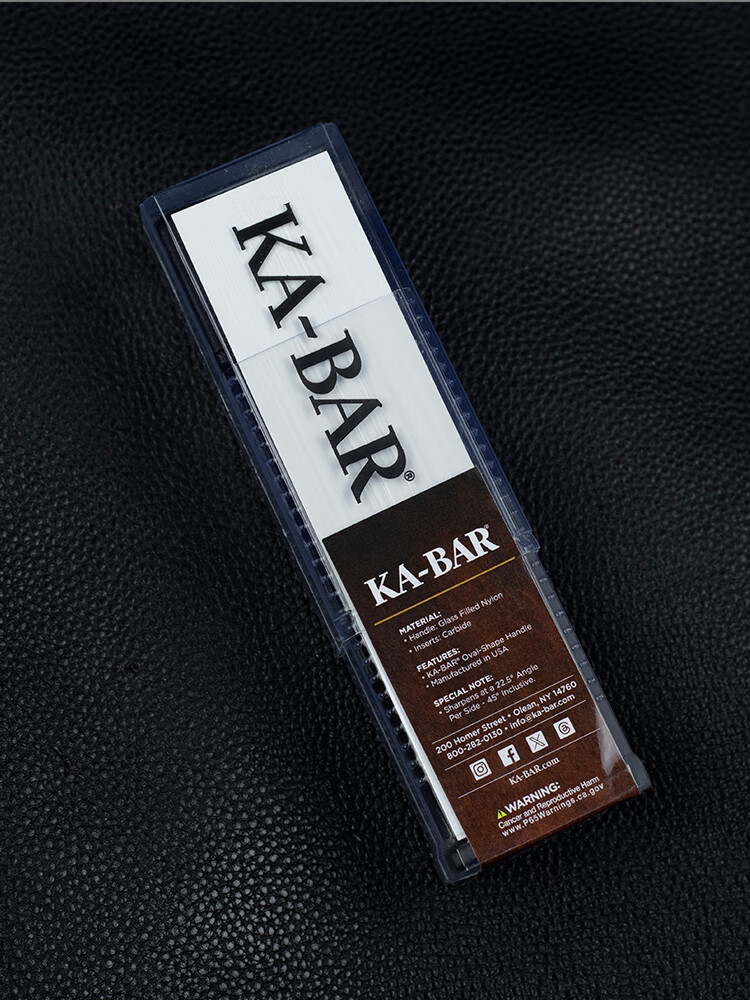 KA-BAR®
KA-BAR®
MATERIAL:
• Handle: Glass Filled Nylon
• Inserts: Carbide
FEATURES:
• KA-BAR® Oval-Shape Handle
• Manufactured in USA
SPECIAL NOTE:
• Sharpens at a 22.5° Angle
Per Side - 45° Inclusive.
200 Homer Street • Olean, NY 14760
800-282-0130 • info@ka-bar.com
KA-BAR.com
⚠WARNING:
Cancer and Reproductive Harm
www.P65Warnings.ca.gov